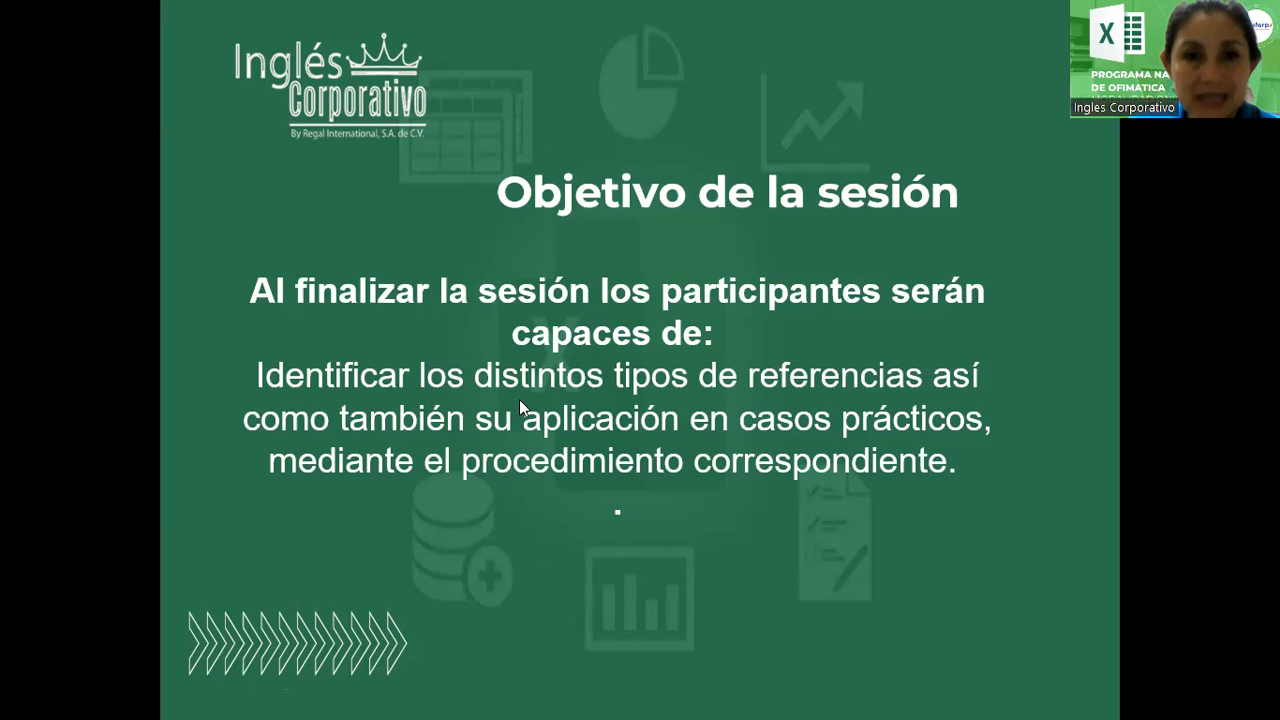 Inglés
Corporativo
By Regal International, S.A. de C.V.
Objetivo de la sesión
Al finalizar la sesión los participantes serán
capaces de:
Identificar los distintos tipos de referencias así
como también su aplicación en casos prácticos,
mediante el procedimiento correspondiente.
.
X
PROGRAMA NA
DE OFIMÁTICA
Ingles Corporativo